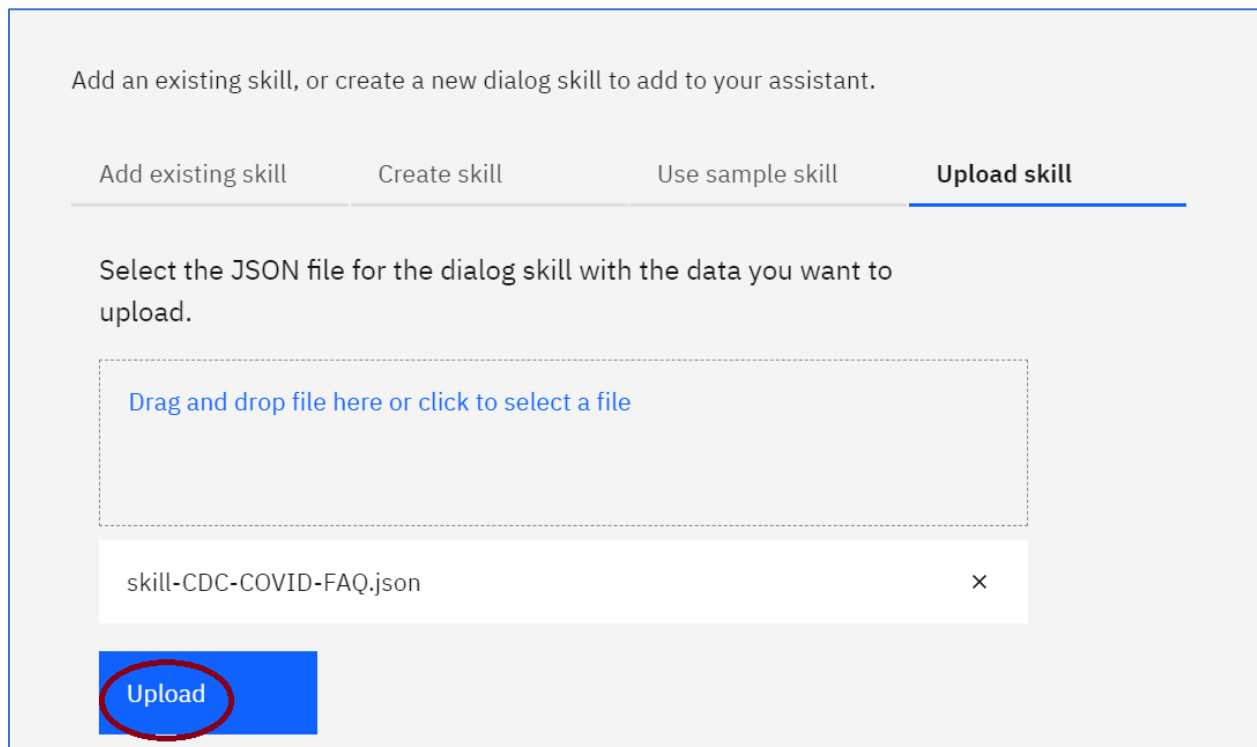 Add an existing skill, or create a new dialog skill to add to your assistant.
Add existing skill
Create skill
Use sample skill
Upload skill
Select the JSON file for the dialog skill with the data you want to
upload.
Drag and drop file here or click to select a file
skill-CDC-COVID-FAQ.json
Upload